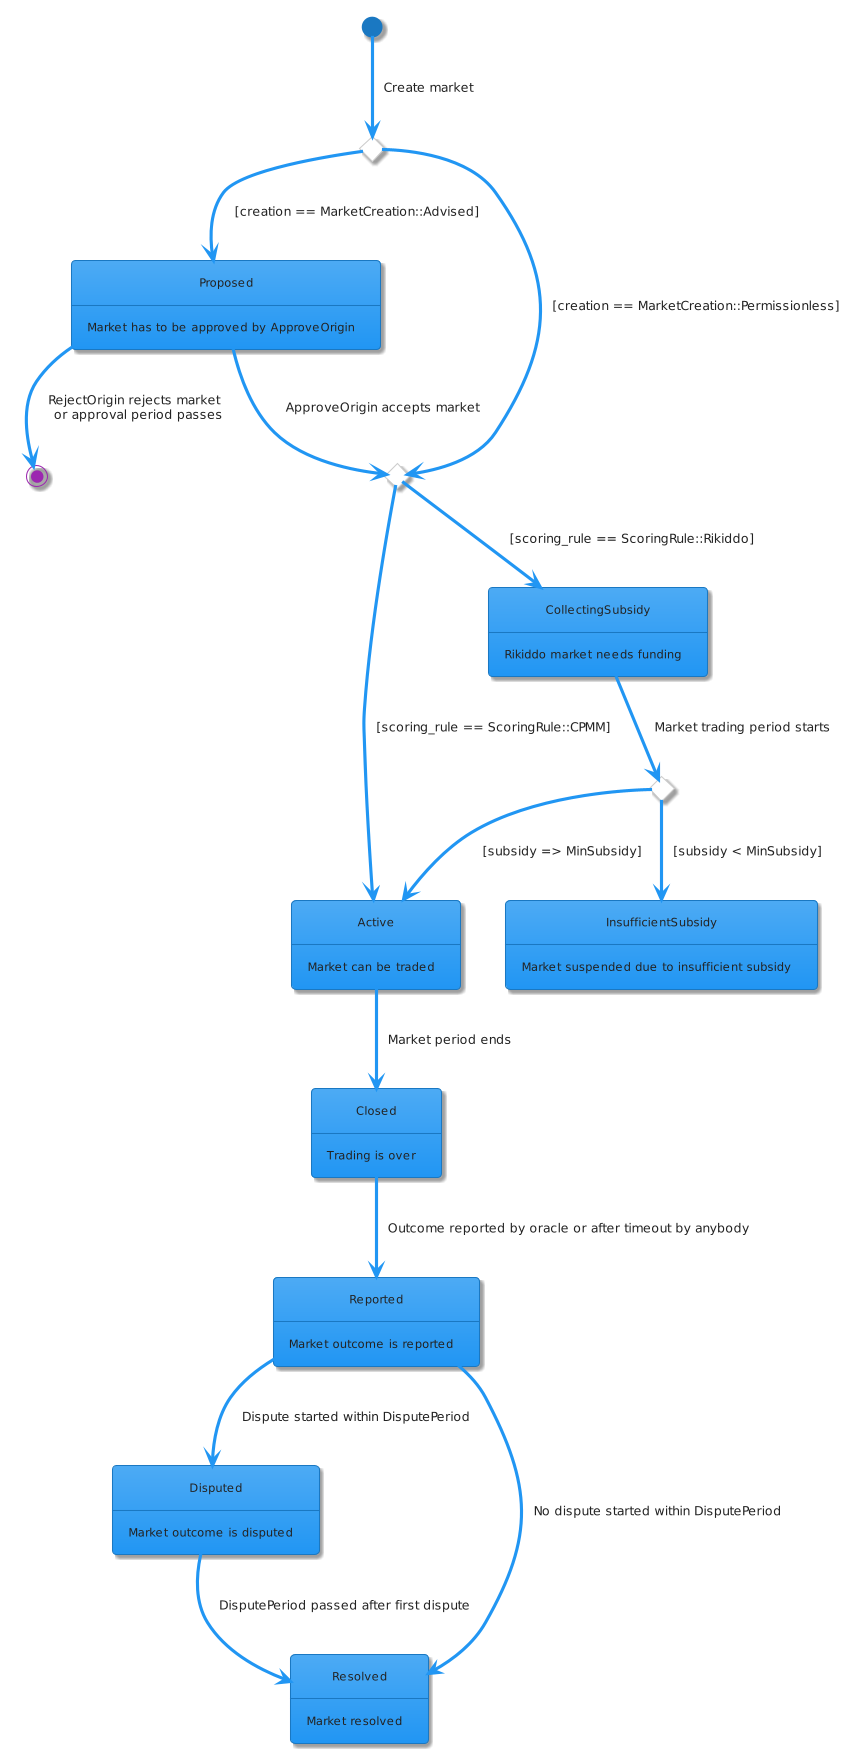 Create market
[creation == MarketCreation::Advised]
Proposed
Market has to be approved by ApproveOrigin
[creation == MarketCreation::Permissionless]
RejectOrigin rejects market
or approval period passes
ApproveOrigin accepts market
[scoring_rule == ScoringRule::Rikiddo]
CollectingSubsidy
Rikiddo market needs funding
[scoring_rule == ScoringRule::CPMM]
Market trading period starts
[subsidy => MinSubsidy]
[subsidy < MinSubsidy]
Active
Market can be traded
InsufficientSubsidy
Market suspended due to insufficient subsidy
Market period ends
Closed
Trading is over
Outcome reported by oracle or after timeout by anybody
Reported
Market outcome is reported
Dispute started within DisputePeriod
Disputed
Market outcome is disputed
No dispute started within DisputePeriod
DisputePeriod passed after first dispute
Resolved
Market resolved